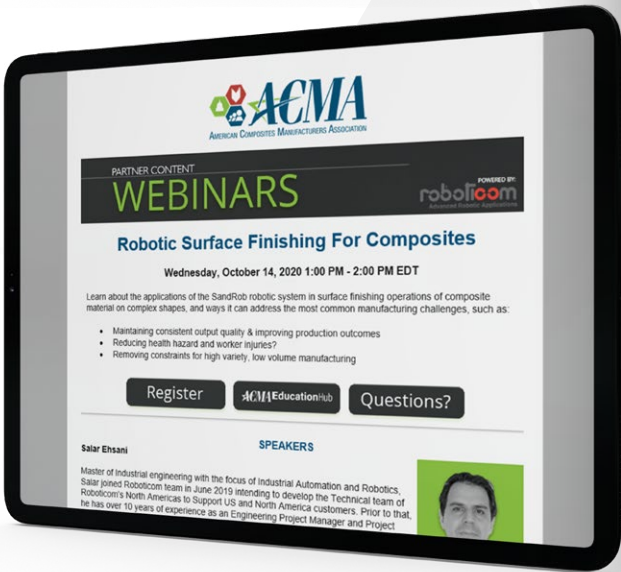 ACMA
AMERICAN COMPOSITES MANUFACTURERS ASSOCIATION
PARTNER CONTENT
WEBINARS
POWERED BY:
roboticom
Advanced Robotic Applications
Robotic Surface Finishing For Composites
Wednesday, October 14, 2020 1:00 PM - 2:00 PM EDT
Learn about the applications of the SandRob robotic system in surface finishing operations of composite
material on complex shapes, and ways it can address the most common manufacturing challenges, such as:
• Maintaining consistent output quality & improving production outcomes
• Reducing health hazard and worker injuries?
• Removing constraints for high variety, low volume manufacturing
Register
ACMA EducationHub
Questions?
SPEAKERS
Salar Ehsani
Master of Industrial engineering with the focus of Industrial Automation and Robotics,
Salar joined Roboticom team in June 2019 intending to develop the Technical team of
Roboticom's North Americas to Support US and North America customers. Prior to that,
he has over 10 years of experience as an Engineering Project Manager and Project